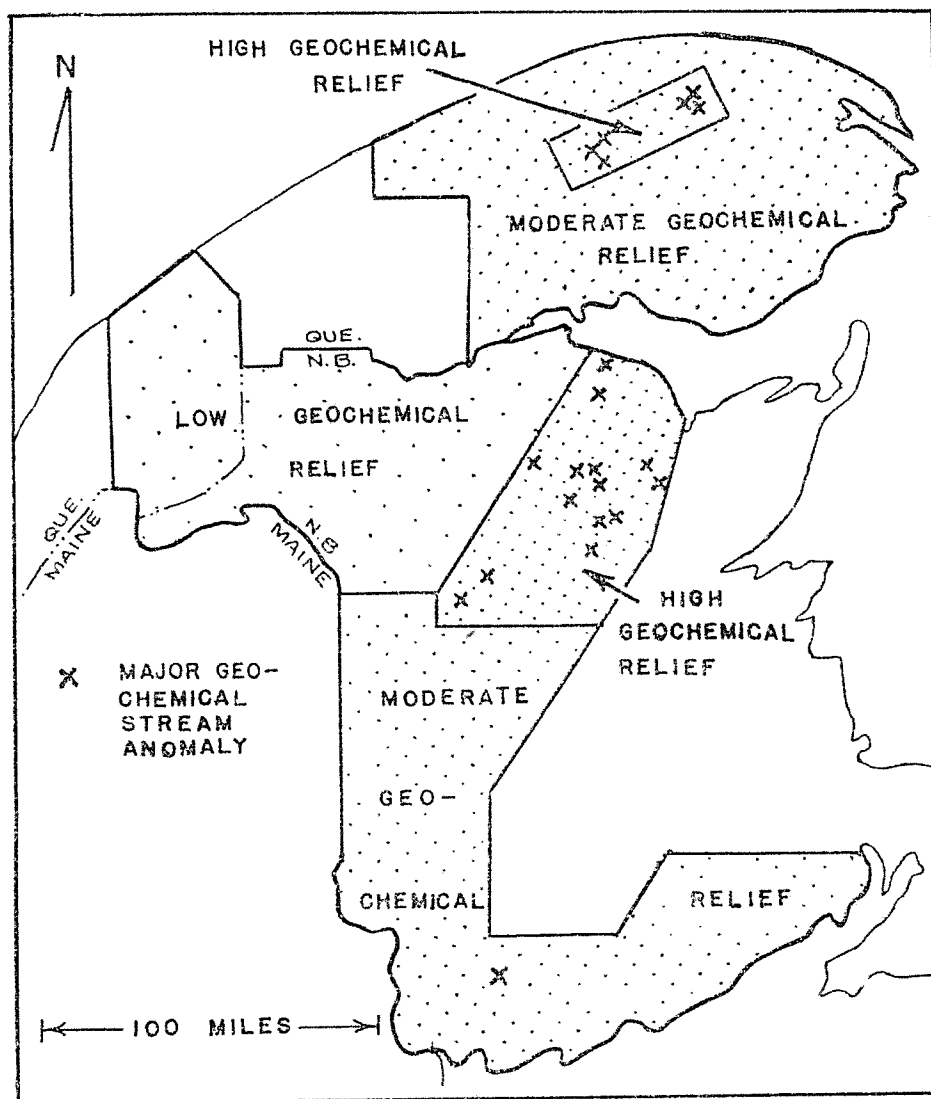 HIGH GEOCHEMICAL
RELIEF
N
MODERATE GEOCHEMICAL
RELIEF.
QUE.
N.B.
LOW GEOCHEMICAL
RELIEF
QUE.
MAINE
N.B
MAINE
HIGH
GEOCHEMICAL
RELIEF
X MAJOR GEO-
CHEMICAL
STREAM
ANOMALY
MODERATE
GEO-
CHEMICAL RELIEF
100 MILES